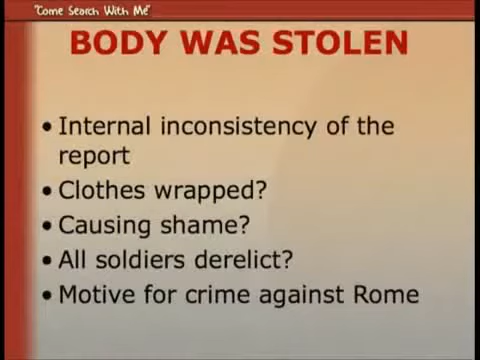 "Come Search With Me"
BODY WAS STOLEN
• Internal inconsistency of the
report
• Clothes wrapped?
• Causing shame?
• All soldiers derelict?
• Motive for crime against Rome